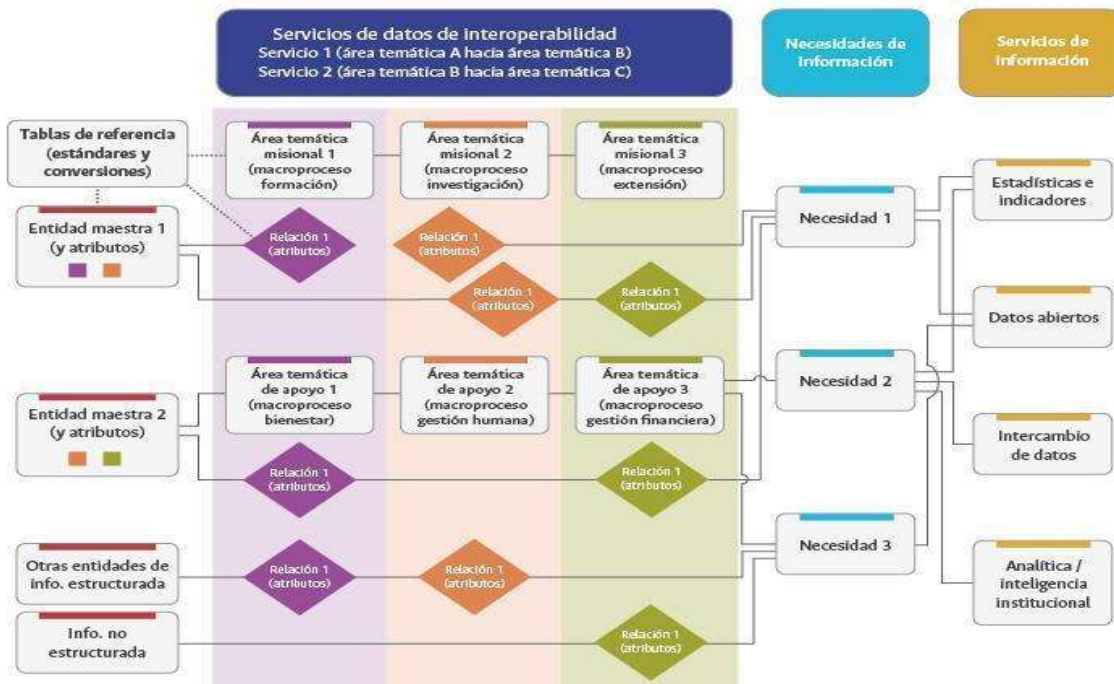 Servicios de datos de interoperabilidad
Servicio 1 (área temática A hacia área temática B)
Servicio 2 (área temática B hacia área temática C)
Necesidades de
Información
Servicios de
Información
Tablas de referencia
(estándares y
conversiones)
Área temática
misional 1
(macroproceso
formación)
Área temática
misional 2
(macroproceso
investigación)
Área temática
misional 3
(macroproceso
extensión)
Entidad maestra 1
(y atributos)
Relación 1
(atributos)
Relación 1
(atributos)
Relación 1
(atributos)
Relación 1
(atributos)
Necesidad 1
Estadísticas e
indicadores
Datos abiertos
Entidad maestra 2
(y atributos)
Área temática
de apoyo 1
(macroproceso
bienestar)
Área temática
de apoyo 2
(macroproceso
gestión humana)
Área temática
de apoyo 3
(macroproceso
gestión financiera)
Necesidad 2
Relación 1
(atributos)
Relación 1
(atributos)
Intercambio
de datos
Otras entidades de
info. estructurada
Relación 1
(atributos)
Relación 1
(atributos)
Necesidad 3
Analítica /
inteligencia
institucional
Info. no
estructurada
Relación 1
(atributos)